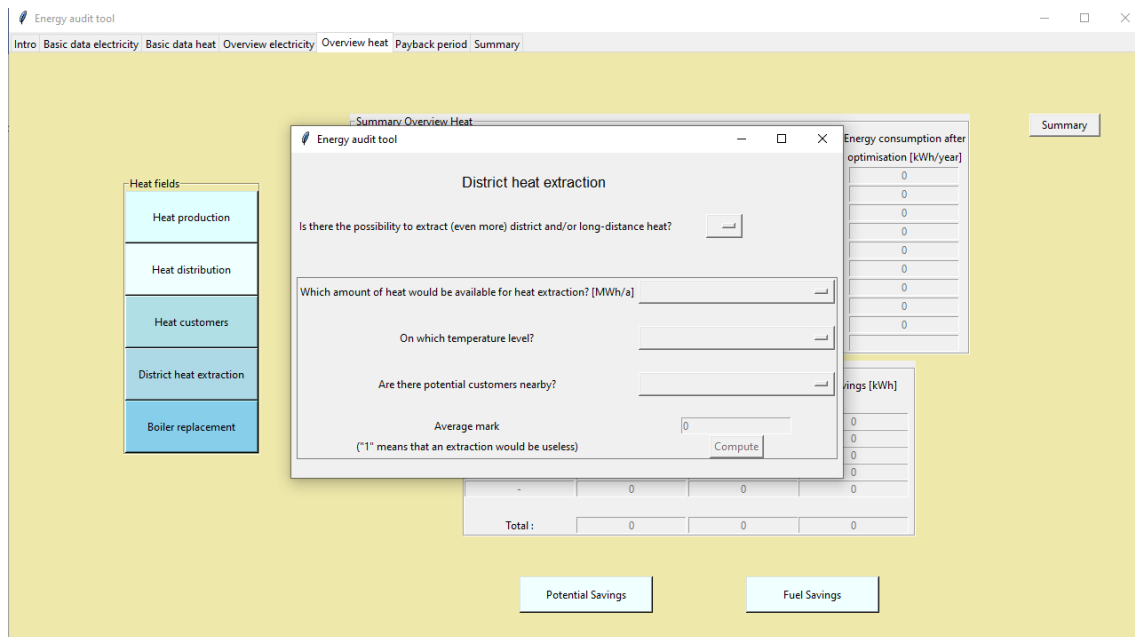 Energy audit tool
Intro Basic data electricity Basic data heat Overview electricity Overview heat Payback period Summary
Summary Overview Heat
Summary
Energy audit tool
Energy consumption after
optimisation [kWh/year]
0
0
0
0
0
0
0
0
0
Heat fields
Heat production
Heat distribution
Heat customers
District heat extraction
Boiler replacement
District heat extraction
Is there the possibility to extract (even more) district and/or long-distance heat?
Which amount of heat would be available for heat extraction? [MWh/a]
On which temperature level?
Are there potential customers nearby?
Average mark 0
("1" means that an extraction would be useless) Compute
[kWh]
0
0
0
0
- 0 0 0
Total : 0 0 0
Potential Savings Fuel Savings